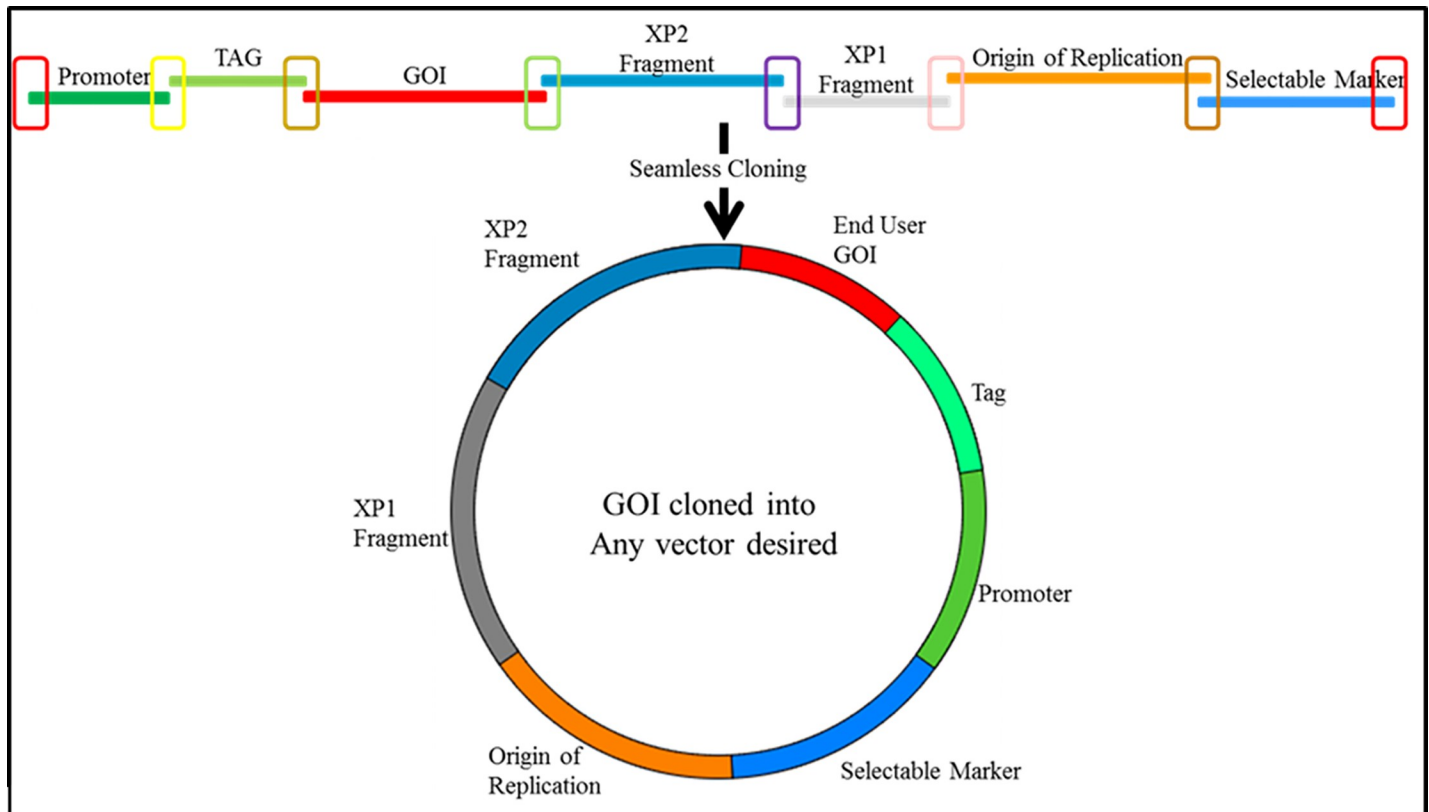 Promoter
TAG
GOI
XP2
Fragment
XP1
Fragment
Origin of Replication
Selectable Marker
Seamless Cloning
XP2
Fragment
End User
GOI
Tag
XP1
Fragment
GOI cloned into
Any vector desired
Promoter
Origin of
Replication
Selectable Marker